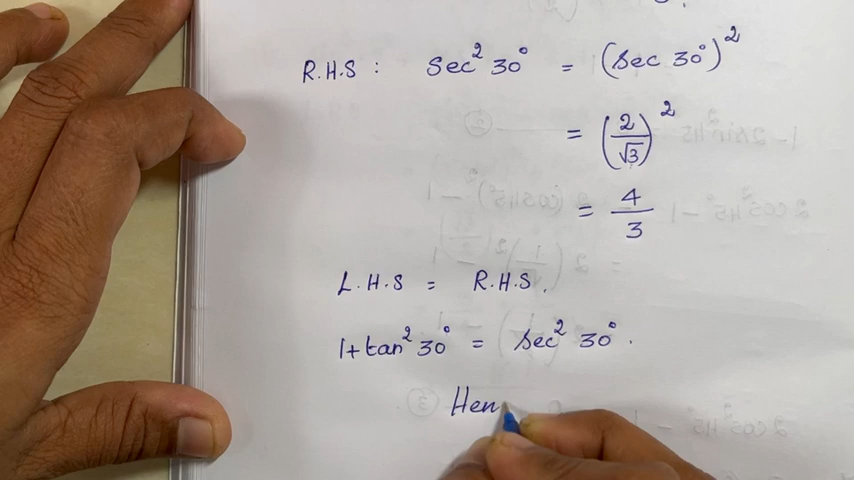 R.H.S : Sec² 30° = (Sec 30°)²
= (2/√3)²
= 4/3
L.H.S = R.H.S.
1+tan² 30° = Sec² 30°.
Hen